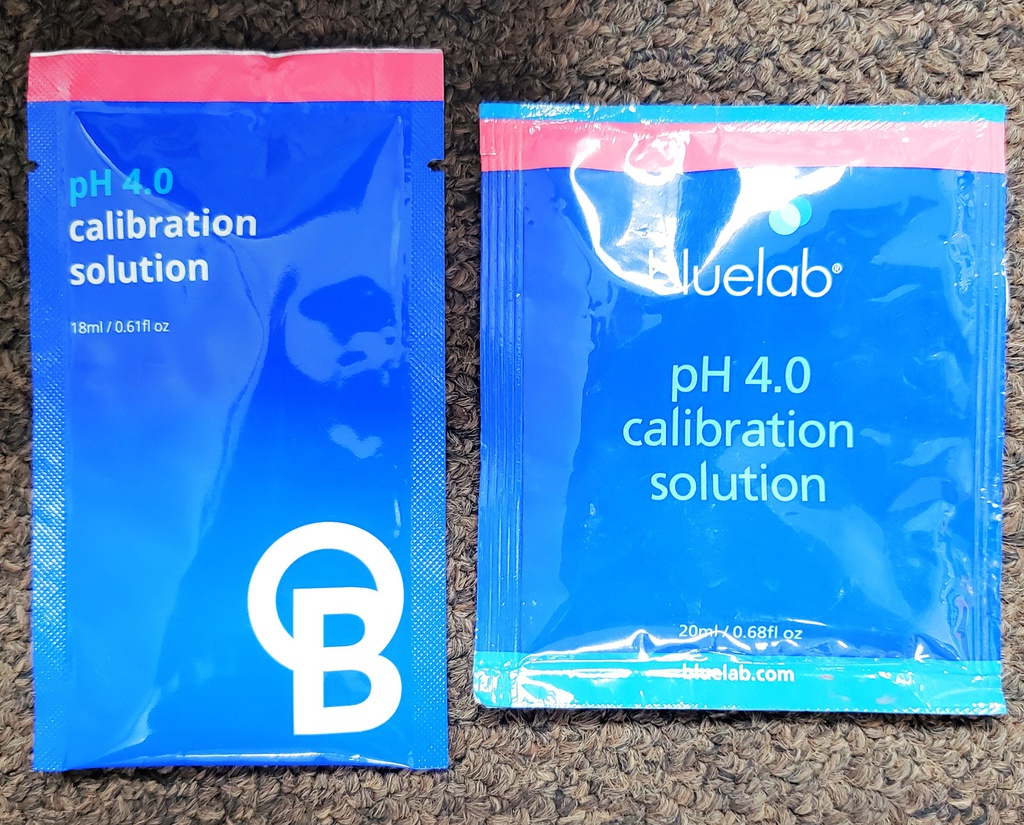 pH 4.0
calibration
solution
18ml / 0.61fl oz
OB
bluelab®
pH 4.0
calibration
solution
20ml / 0.68fl oz
bluelab.com